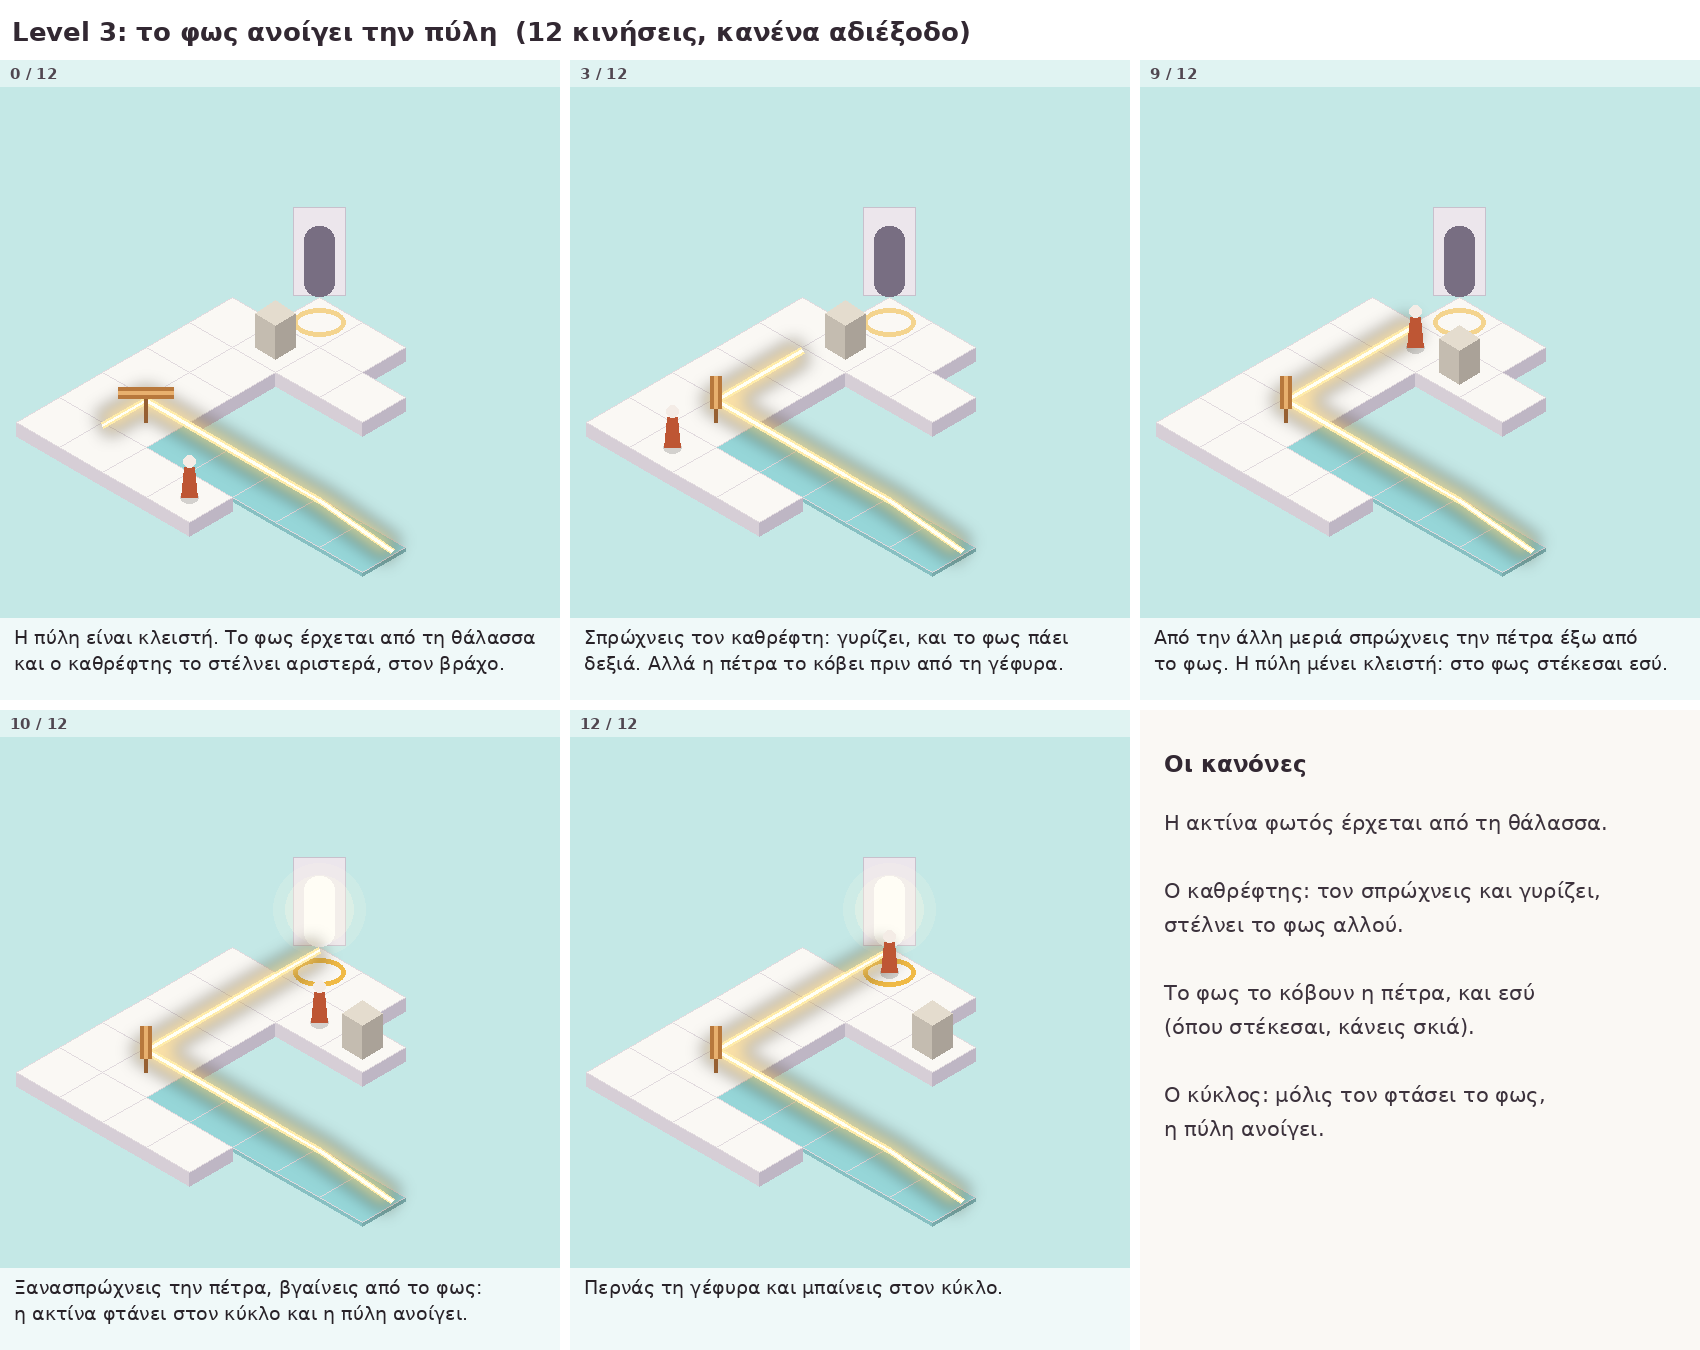 Level 3: το φως ανοίγει την πύλη (12 κινήσεις, κανένα αδιέξοδο)
0 / 12
3 / 12
9 / 12
Η πύλη είναι κλειστή. Το φως έρχεται από τη θάλασσα
και ο καθρέφτης το στέλνει αριστερά, στον βράχο.
Σπρώχνεις τον καθρέφτη: γυρίζει, και το φως πάει
δεξιά. Αλλά η πέτρα το κόβει πριν από τη γέφυρα.
Από την άλλη μεριά σπρώχνεις την πέτρα έξω από
το φως. Η πύλη μένει κλειστή: στο φως στέκεσαι εσύ.
10 / 12
12 / 12
Ξανασπρώχνεις την πέτρα, βγαίνεις από το φως:
η ακτίνα φτάνει στον κύκλο και η πύλη ανοίγει.
Περνάς τη γέφυρα και μπαίνεις στον κύκλο.
Οι κανόνες
Η ακτίνα φωτός έρχεται από τη θάλασσα.
Ο καθρέφτης: τον σπρώχνεις και γυρίζει,
στέλνει το φως αλλού.
Το φως το κόβουν η πέτρα, και εσύ
(όπου στέκεσαι, κάνεις σκιά).
Ο κύκλος: μόλις τον φτάσει το φως,
η πύλη ανοίγει.